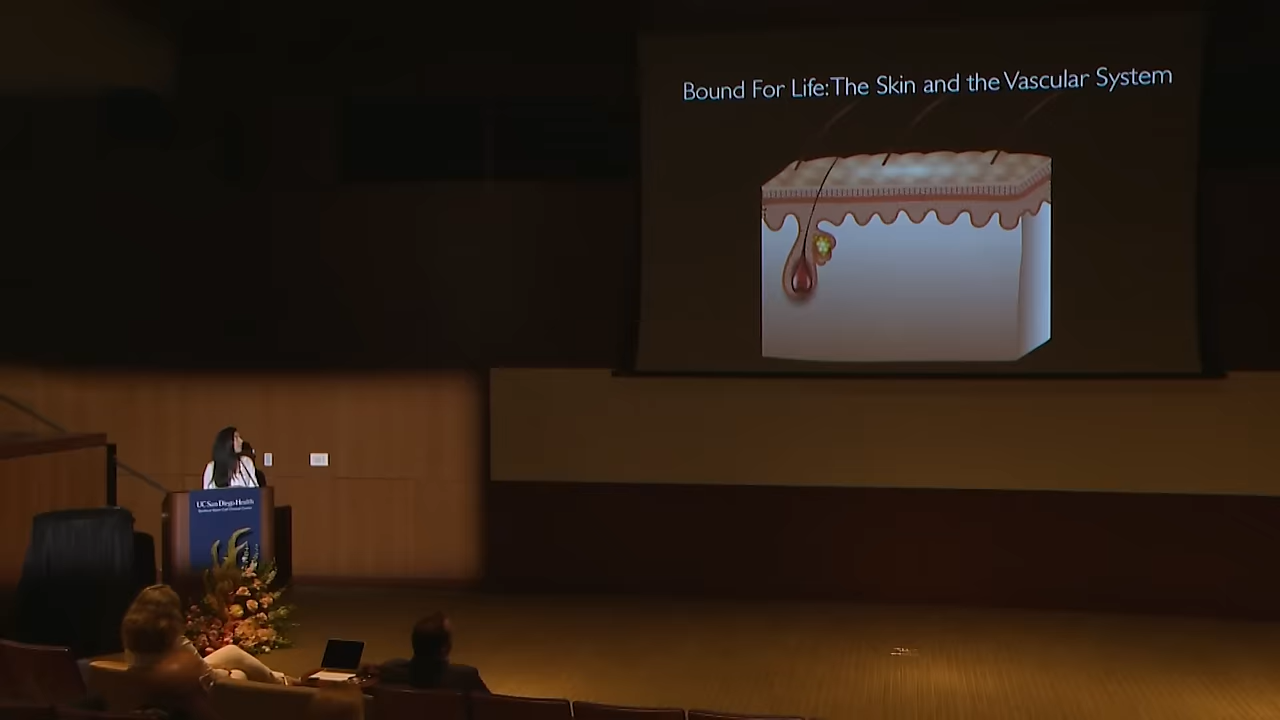 Bound For Life:The Skin and the Vascular System
UC San Diego Health